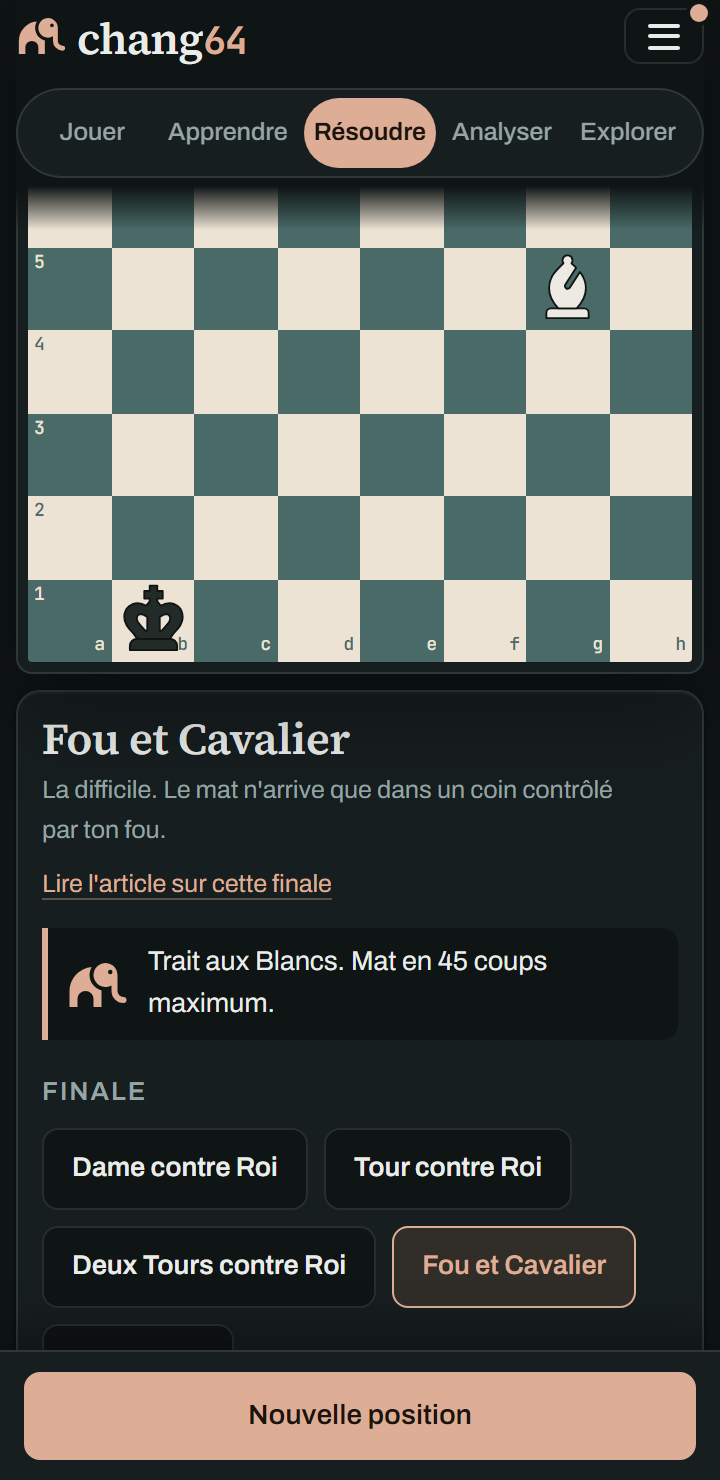 chang64
Jouer Apprendre Résoudre Analyser Explorer
5
4
3
2
1
a b c d e f g h
Fou et Cavalier
La difficile. Le mat n'arrive que dans un coin contrôlé
par ton fou.
Lire l'article sur cette finale
Trait aux Blancs. Mat en 45 coups
maximum.
FINALE
Dame contre Roi Tour contre Roi
Deux Tours contre Roi Fou et Cavalier
Nouvelle position